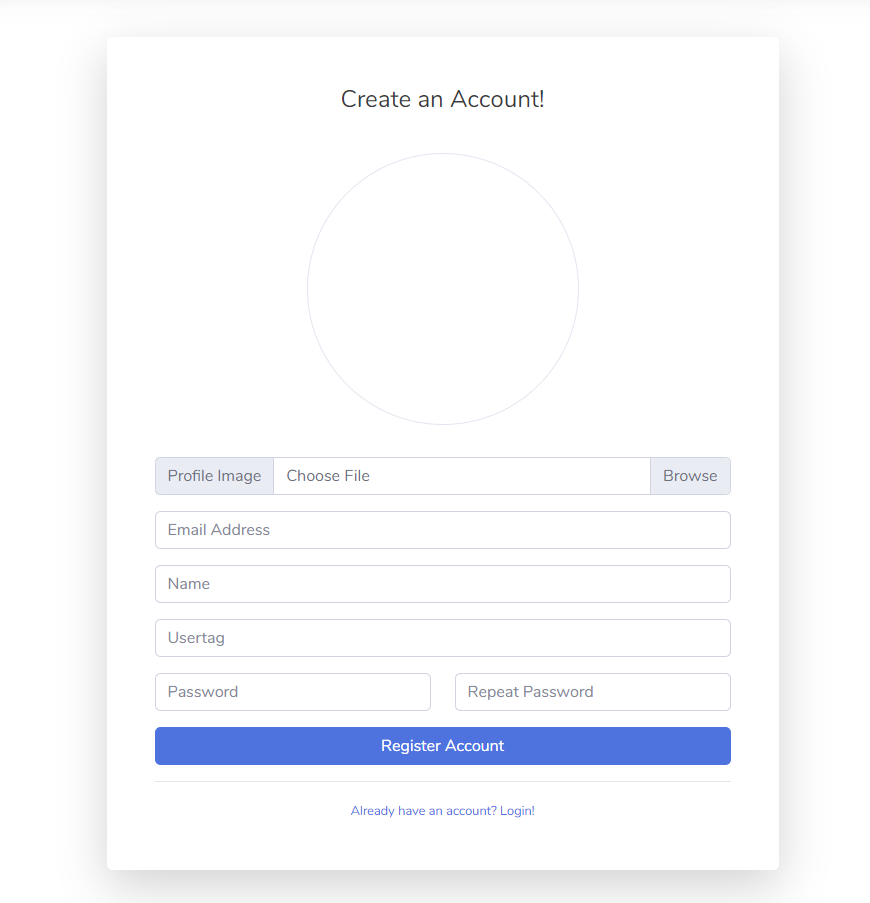 Create an Account!
Profile Image Choose File Browse
Email Address
Name
Usertag
Password Repeat Password
Register Account
Already have an account? Login!